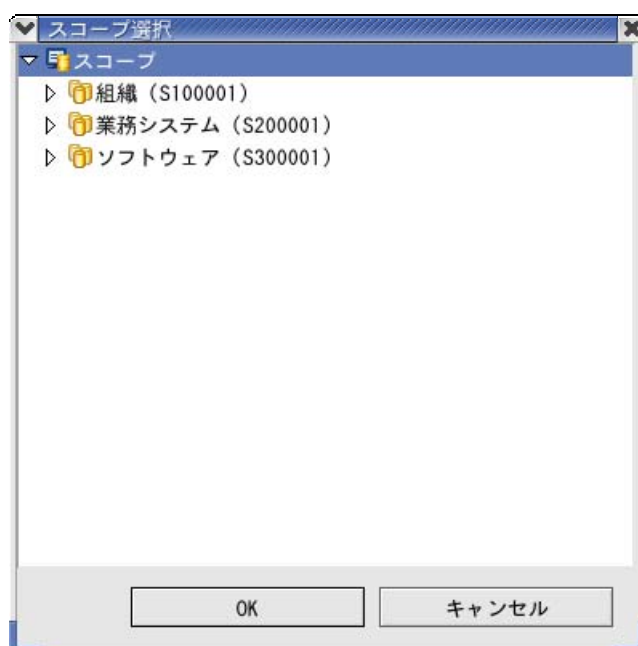 スコープ選択
スコープ
組織 (S100001)
業務システム (S200001)
ソフトウェア (S300001)
OK
キャンセル